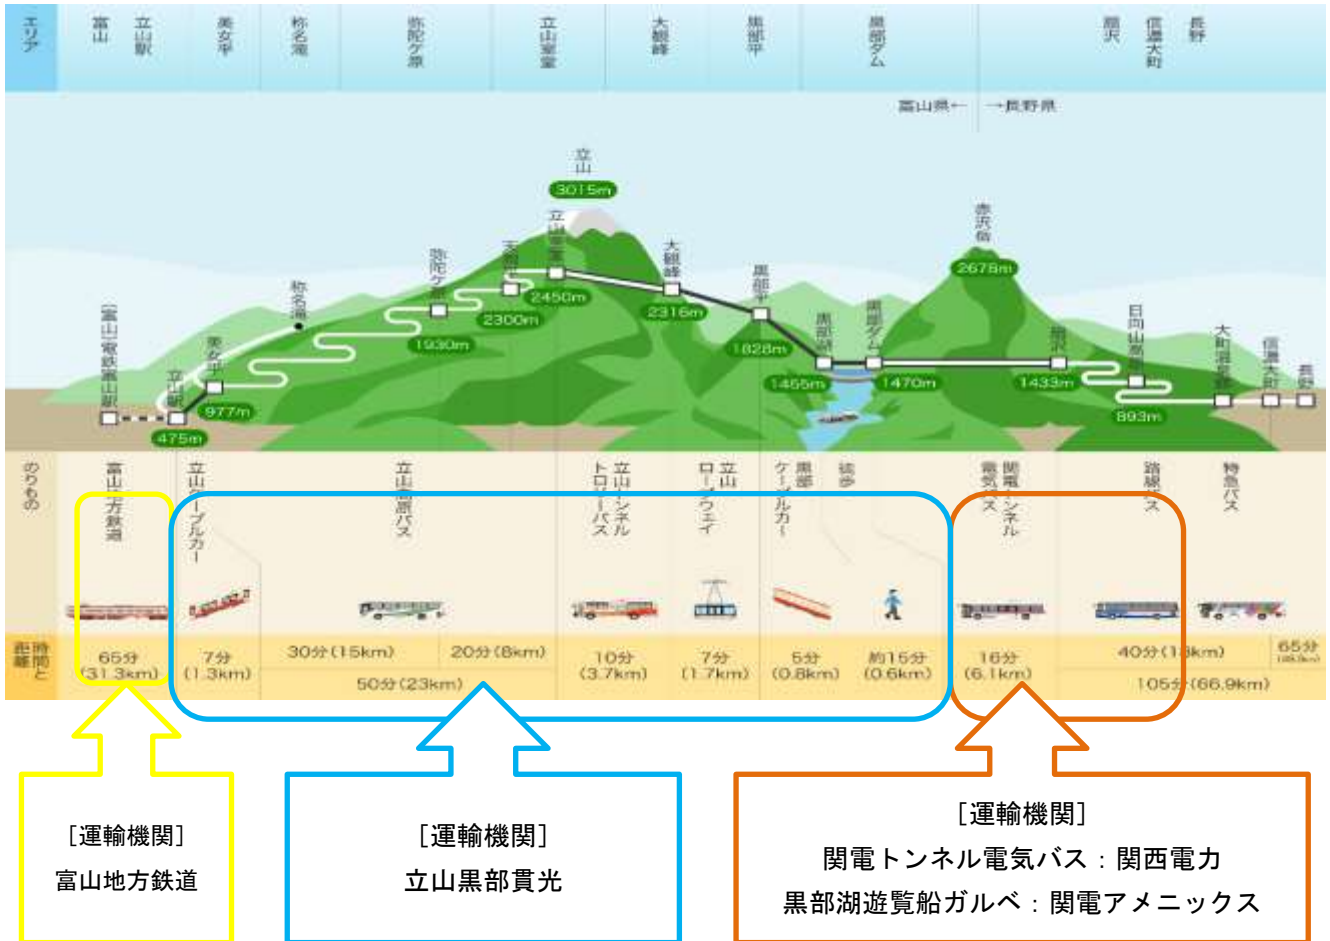 エリア
富山
立山駅
美女平
称名滝
弥陀ケ原
立山室堂
大観峰
黒部平
黒部ダム
扇沢
信濃大町
長野
富山県← →長野県
立山
3015m
赤沢岳
2678m
立山室堂
2450m
天狗平
2300m
弥陀ケ原
1930m
称名滝
美女平
977m
立山駅
475m
[富山]電鉄富山駅
大観峰
2316m
黒部平
1828m
黒部湖
1455m
黒部ダム
1470m
扇沢
1433m
日向山高原
893m
大町温泉郷
信濃大町
長野
のりもの
富山地方鉄道
立山ケーブルカー
立山高原バス
立山トンネル
トロリーバス
立山
ロープウェイ
黒部
ケーブルカー
徒歩
関電トンネル
電気バス
路線バス
特急バス
時間と
距離
65分
(31.3km)
7分
(1.3km)
30分(15km)
20分(8km)
50分(23km)
10分
(3.7km)
7分
(1.7km)
5分
(0.8km)
約15分
(0.6km)
16分
(6.1km)
40分(18km)
105分(66.9km)
65分
[運輸機関]
富山地方鉄道
[運輸機関]
立山黒部貫光
[運輸機関]
関電トンネル電気バス：関西電力
黒部湖遊覧船ガルベ：関電アメニックス